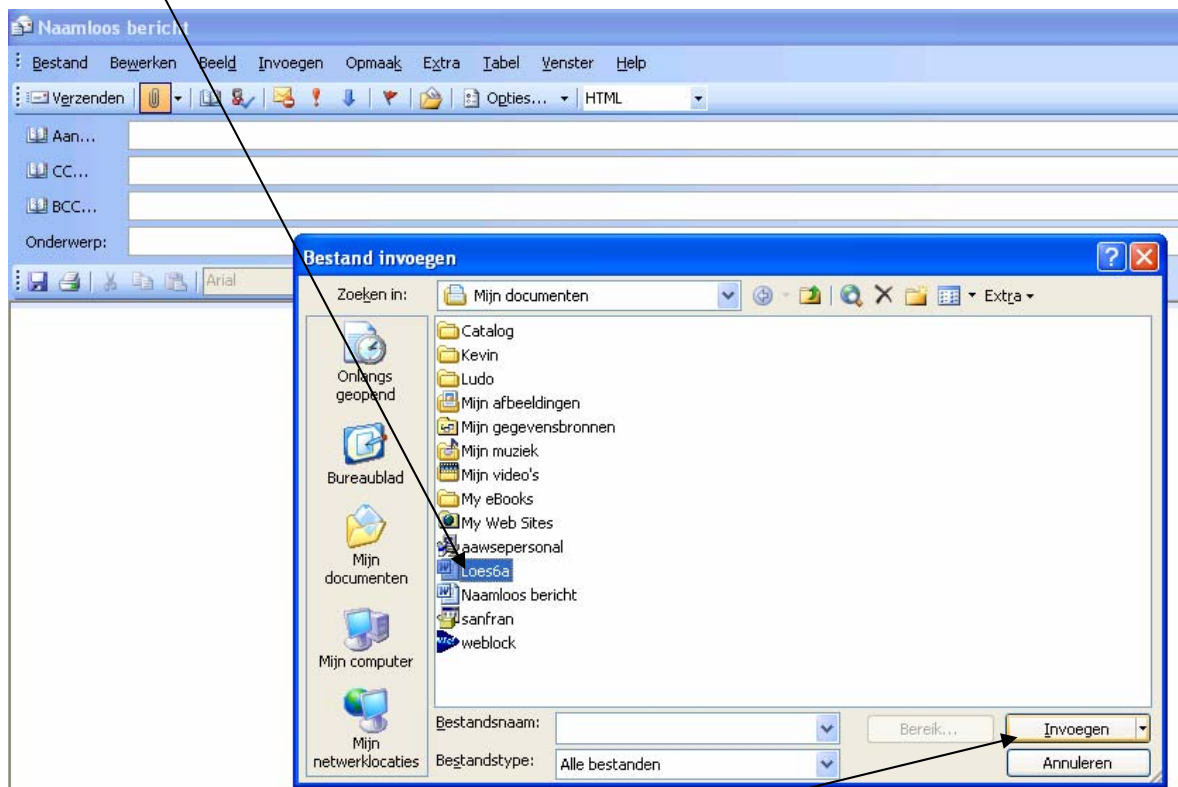 Naamloos bericht
Bestand Bewerken Beeld Invoegen Opmaak Extra Tabel Venster Help
Verzenden Opties... HTML
Aan...
CC...
BCC...
Onderwerp:
Arial
Bestand invoegen
Zoeken in: Mijn documenten Extra
Onlangs geopend
Bureaublad
Mijn documenten
Mijn computer
Mijn netwerklocaties
Catalog
Kevin
Ludo
Mijn afbeeldingen
Mijn gegevensbronnen
Mijn muziek
Mijn video's
My eBooks
My Web Sites
aawsepersonal
Loes6a
Naamloos bericht
sanfran
weblock
Bestandsnaam: Bereik... Invoegen
Bestandstype: Alle bestanden Annuleren